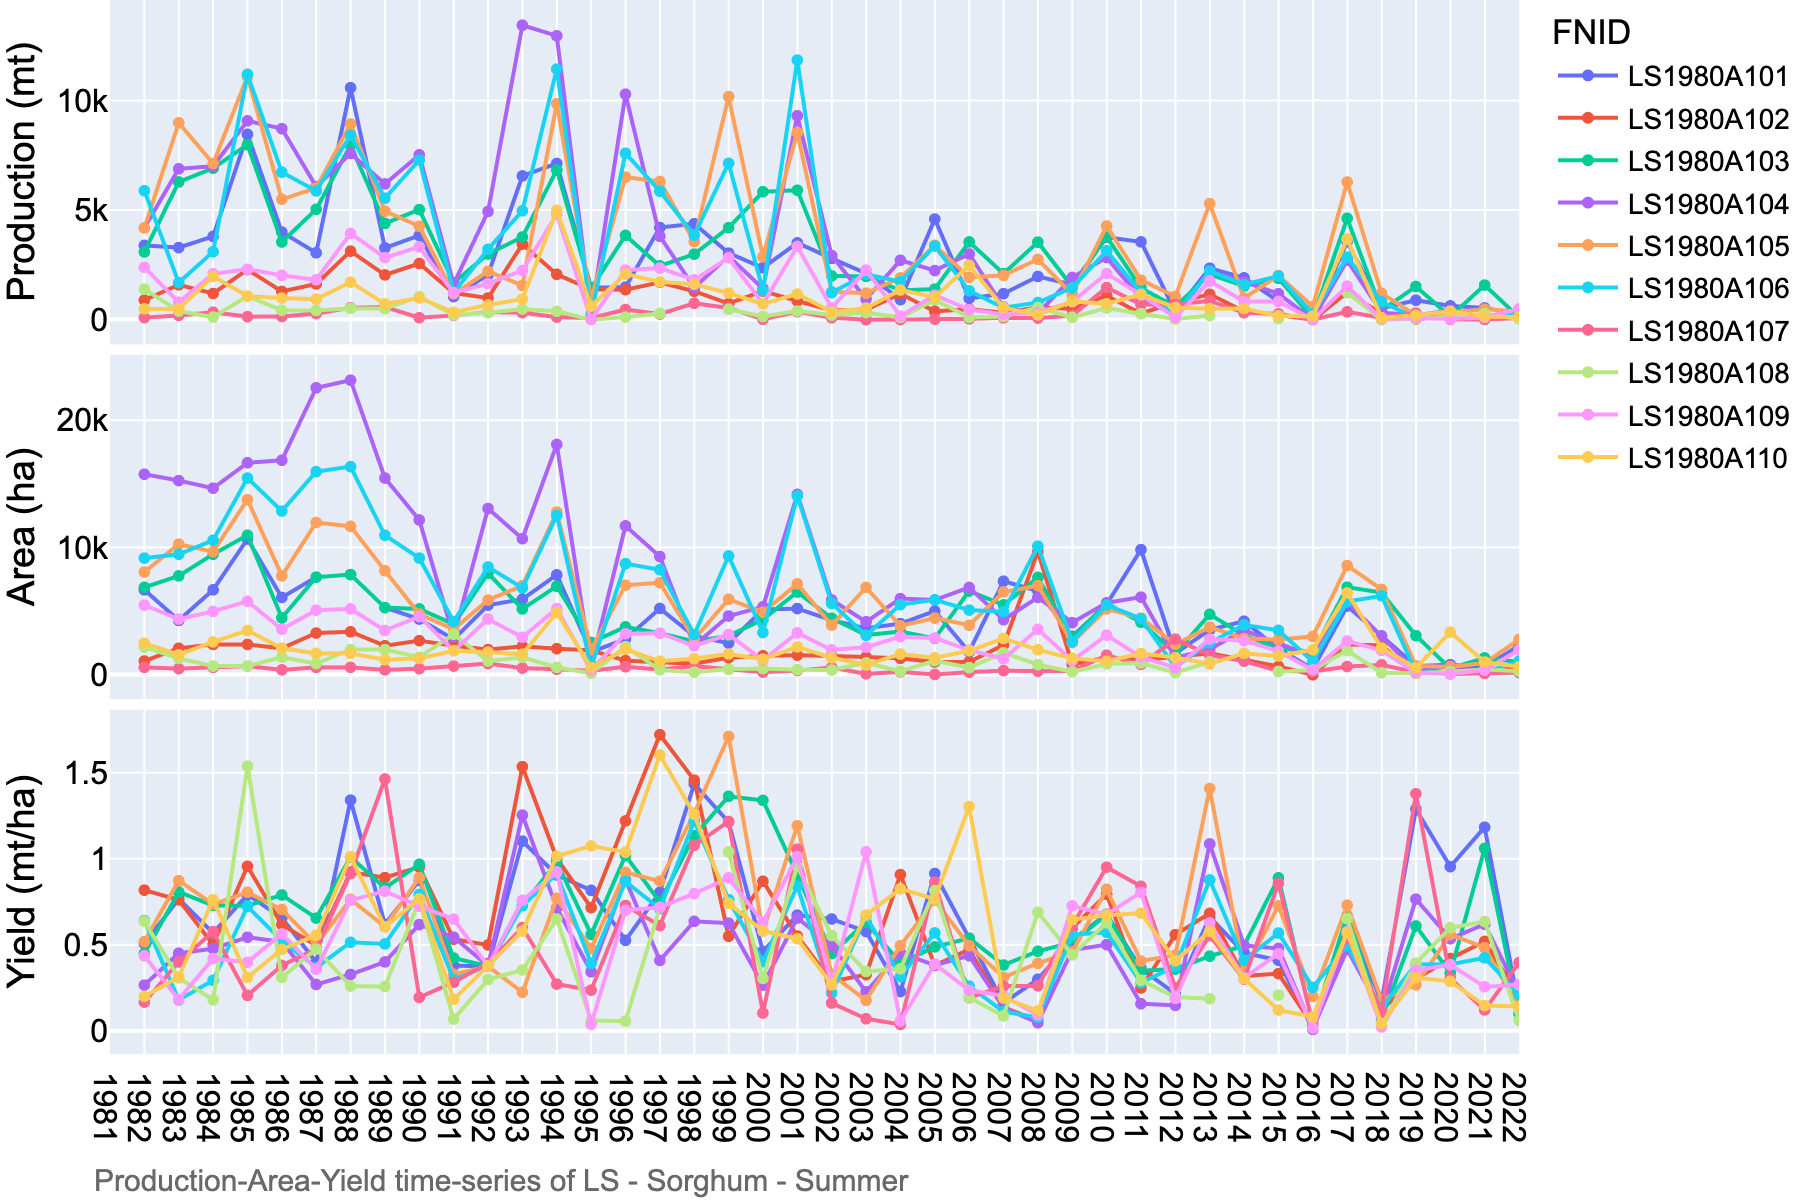 Production (mt)
10k
5k
0
Area (ha)
20k
10k
0
Yield (mt/ha)
1.5
1
0.5
0
1981
1982
1983
1984
1985
1986
1987
1988
1989
1990
1991
1992
1993
1994
1995
1996
1997
1998
1999
2000
2001
2002
2003
2004
2005
2006
2007
2008
2009
2010
2011
2012
2013
2014
2015
2016
2017
2018
2019
2020
2021
2022
FNID
LS1980A101
LS1980A102
LS1980A103
LS1980A104
LS1980A105
LS1980A106
LS1980A107
LS1980A108
LS1980A109
LS1980A110
Production-Area-Yield time-series of LS - Sorghum - Summer